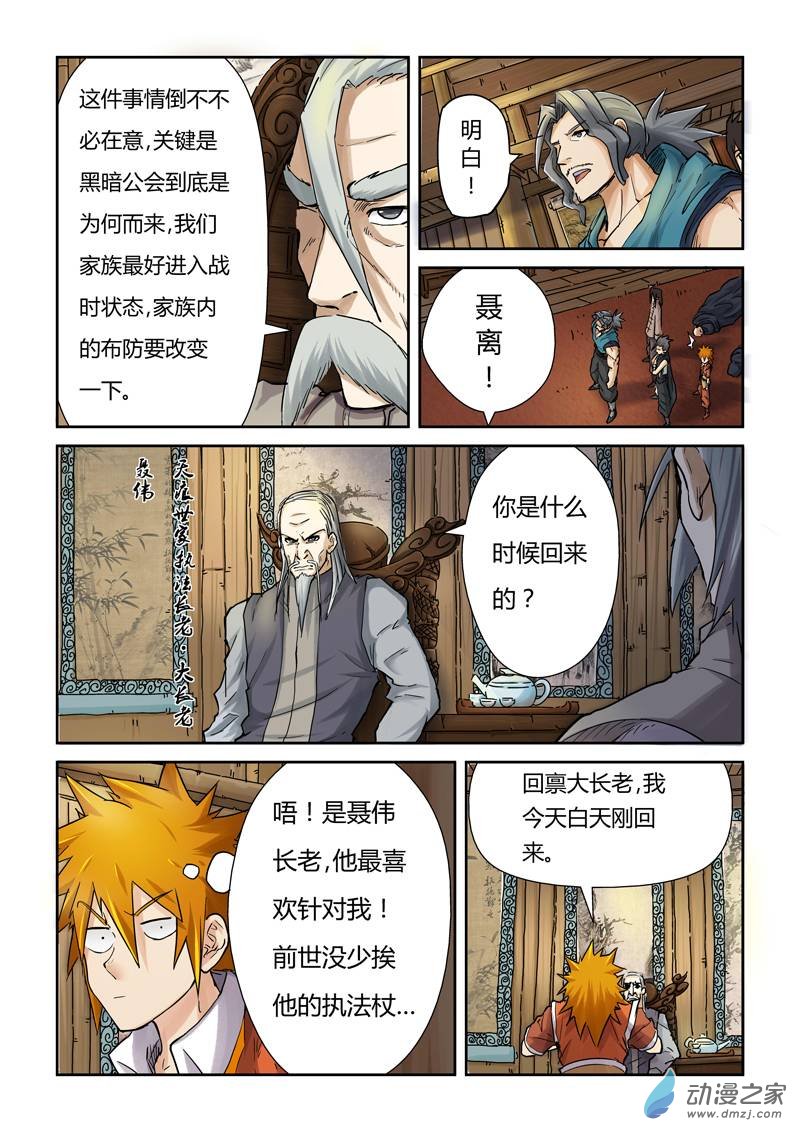 这件事情倒不不
必在意,关键是
黑暗公会到底是
为何而来,我们
家族最好进入战
时状态,家族内
的布防要改变
一下。
明白!
聂离!
天泫世家执法长老·大长老
聂伟
你是什么
时候回来
的?
唔!是聂伟
长老,他最喜
欢针对我!
前世没少挨
他的执法杖...
回禀大长老,我
今天白天刚回
来。
动漫之家
www.dmzj.com